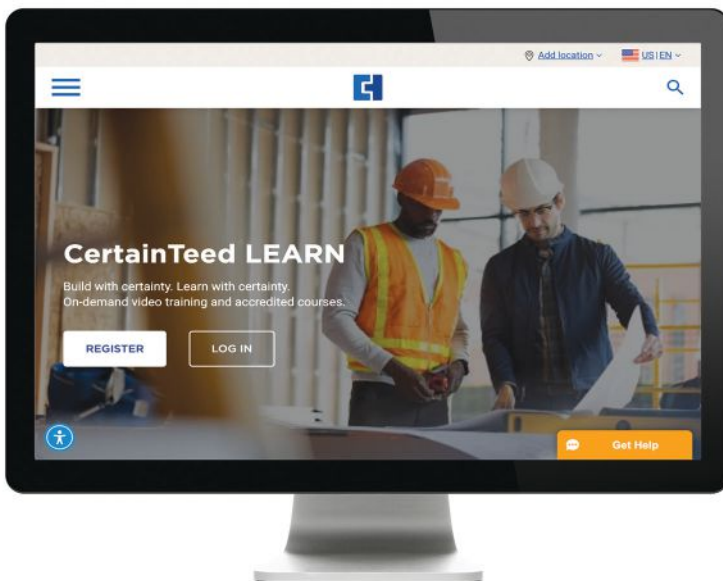 Add location
US | EN
CertainTeed LEARN
Build with certainty. Learn with certainty.
On-demand video training and accredited courses.
REGISTER
LOG IN
Get Help